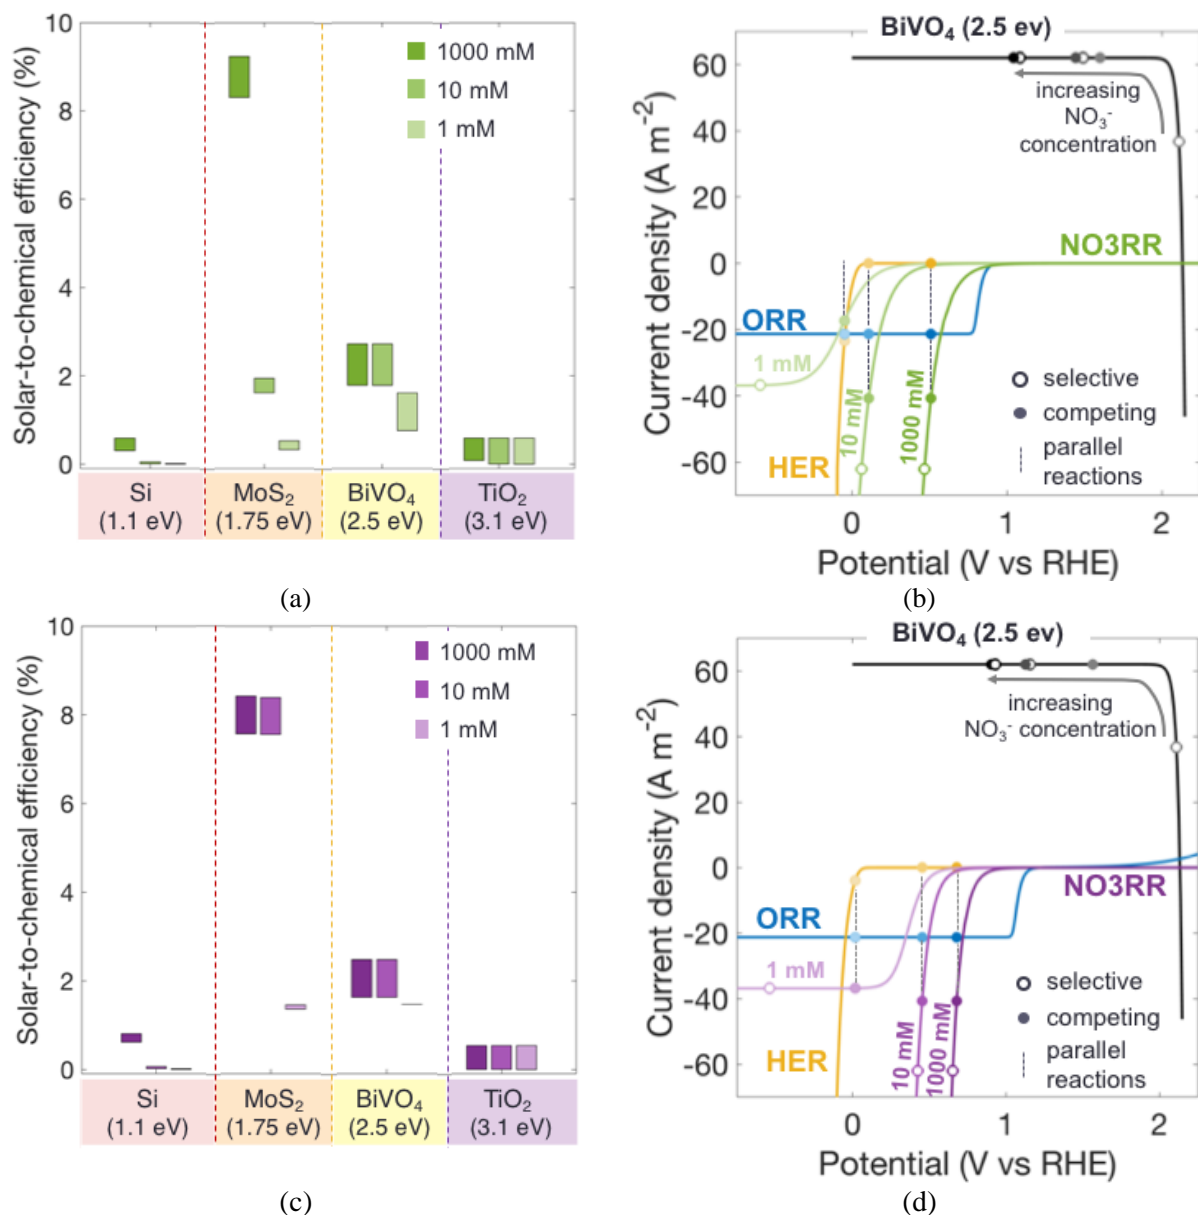 10
8
6
4
2
0
Solar-to-chemical efficiency (%)
1000 mM
10 mM
1 mM
Si
(1.1 eV)
MoS2
(1.75 eV)
BiVO4
(2.5 eV)
TiO2
(3.1 eV)
(a)
BiVO4 (2.5 ev)
60
40
20
0
-20
-40
-60
Current density (A m-2)
increasing
NO3-
concentration
NO3RR
ORR
1 mM
HER
10 mM
1000 mM
selective
competing
parallel
reactions
0
1
2
Potential (V vs RHE)
(b)
10
8
6
4
2
0
Solar-to-chemical efficiency (%)
1000 mM
10 mM
1 mM
Si
(1.1 eV)
MoS2
(1.75 eV)
BiVO4
(2.5 eV)
TiO2
(3.1 eV)
(c)
BiVO4 (2.5 ev)
60
40
20
0
-20
-40
-60
Current density (A m-2)
increasing
NO3- concentration
NO3RR
ORR
1 mM
HER
10 mM
1000 mM
selective
competing
parallel
reactions
0
1
2
Potential (V vs RHE)
(d)